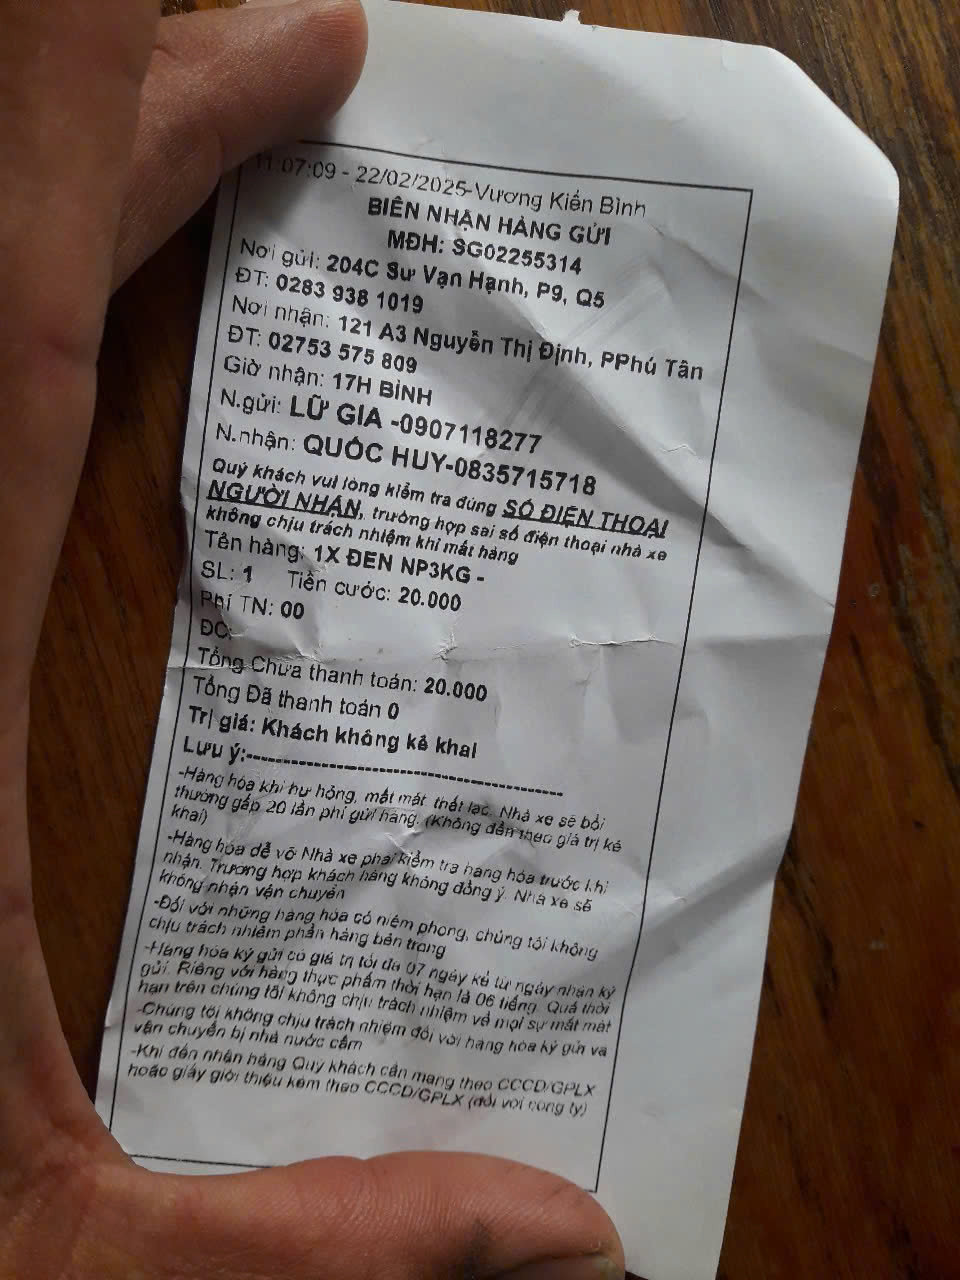 11:07:09 - 22/02/2025-Vương Kiến Bình
BIÊN NHẬN HÀNG GỬI
MĐH: SG02255314
Nơi gửi: 204C Sư Vạn Hạnh, P9, Q5
ĐT: 0283 938 1019
Nơi nhận: 121 A3 Nguyễn Thị Định, PPhú Tân
ĐT: 02753 575 809
Giờ nhận: 17H BÌNH
N.gửi: LỮ GIA -0907118277
N.nhận: QUỐC HUY-0835715718
Quý khách vui lòng kiểm tra đúng SỐ ĐIỆN THOẠI
NGƯỜI NHẬN, trường hợp sai số điện thoại nhà xe
không chịu trách nhiệm khi mất hàng
Tên hàng: 1X ĐEN NP3KG -
SL: 1 Tiền cước: 20.000
Phí TN: 00
ĐC:
Tổng Chưa thanh toán: 20.000
Tổng Đã thanh toán 0
Trị giá: Khách không kê khai
Lưu ý:-----------------------------------------
-Hàng hóa khi hư hỏng, mất mát, thất lạc. Nhà xe sẽ bồi
thường gấp 20 lần phí gửi hàng. (Không đền theo giá trị kê
khai)
-Hàng hóa dễ vỡ Nhà xe phải kiểm tra hàng hóa trước khi
nhận. Trường hợp khách hàng không đồng ý. Nhà xe sẽ
không nhận vận chuyển
-Đối với những hàng hóa có niêm phong, chúng tôi không
chịu trách nhiệm phần hàng bên trong
-Hàng hóa ký gửi có giá trị tối đa 07 ngày kể từ ngày nhận ký
gửi. Riêng với hàng thực phẩm thời hạn là 06 tiếng. Quá thời
hạn trên chúng tôi không chịu trách nhiệm về mọi sự mất mát
-Chúng tôi không chịu trách nhiệm đối với hàng hóa ký gửi và
vận chuyển bị nhà nước cấm
-Khi đến nhận hàng Quý khách cần mang theo CCCD/GPLX
hoặc giấy giới thiệu kèm theo CCCD/GPLX (đối với công ty)